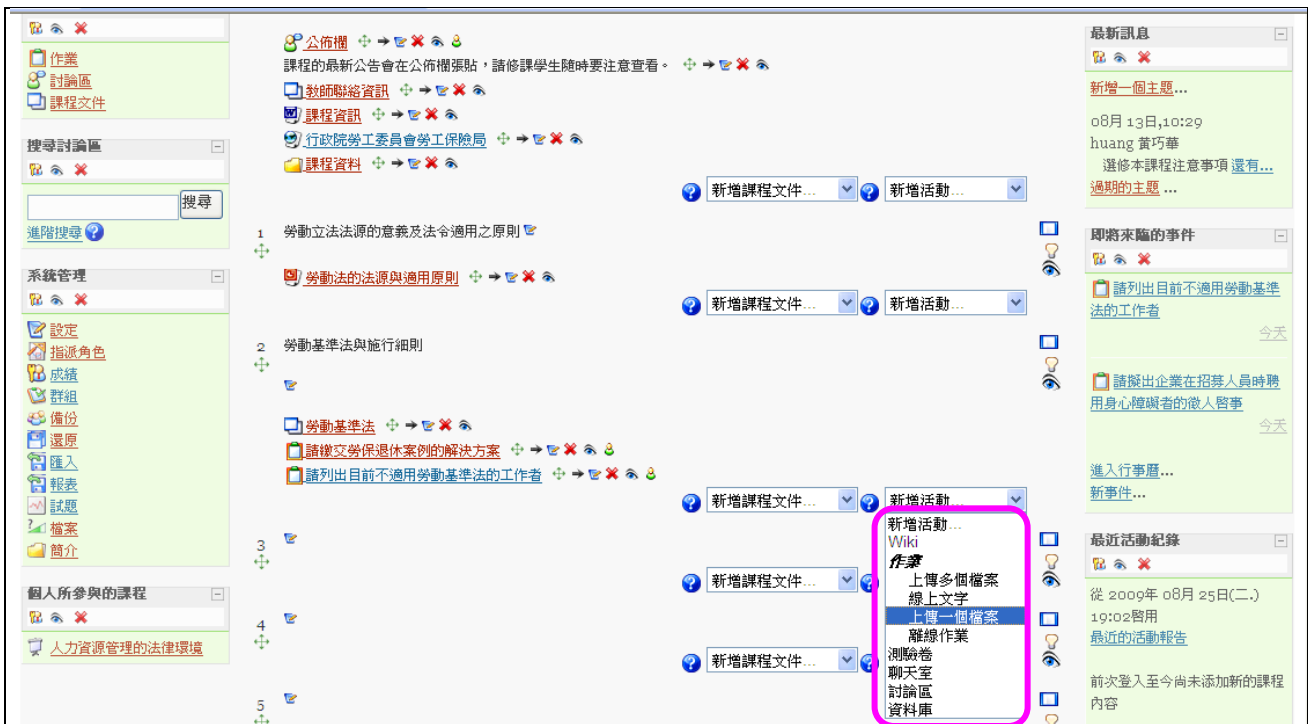 作業
討論區
課程文件
搜尋討論區
搜尋
進階搜尋
系統管理
設定
指派角色
成績
群組
備份
還原
匯入
報表
試題
檔案
簡介
個人所參與的課程
人力資源管理的法律環境
公佈欄
課程的最新公告會在公佈欄張貼，請修課學生隨時要注意查看。
教師聯絡資訊
課程資訊
行政院勞工委員會勞工保險局
課程資料
新增課程文件... 新增活動...
1 勞動立法法源的意義及法令適用之原則
勞動法的法源與適用原則
新增課程文件... 新增活動...
2 勞動基準法與施行細則
勞動基準法
請繳交勞保退休案例的解決方案
請列出目前不適用勞動基準法的工作者
新增課程文件... 新增活動...
新增活動...
Wiki
作業
上傳多個檔案
線上文字
上傳一個檔案
離線作業
測驗卷
聊天室
討論區
資料庫
3
新增課程文件...
4
新增課程文件...
5
最新訊息
新增一個主題...
08月 13日,10:29
huang 黃巧華
選修本課程注意事項 還有...
過期的主題 ...
即將來臨的事件
請列出目前不適用勞動基準
法的工作者
今天
請擬出企業在招募人員時聘
用身心障礙者的徵人啓事
今天
進入行事曆...
新事件...
最近活動紀錄
從 2009年 08月 25日(二.)
19:02啓用
最近的活動報告
前次登入至今尚未添加新的課程
內容